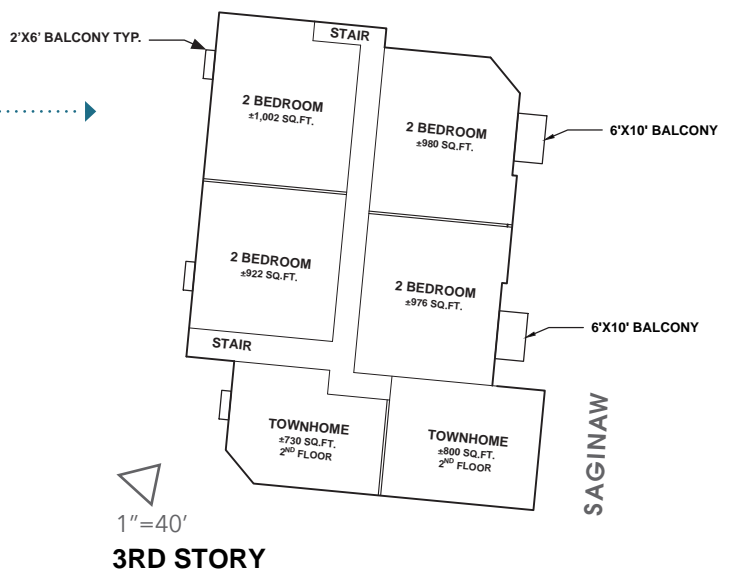 2'X6' BALCONY TYP.
STAIR
2 BEDROOM
±1,002 SQ.FT.
2 BEDROOM
±980 SQ.FT.
6'X10' BALCONY
2 BEDROOM
±922 SQ.FT.
2 BEDROOM
±976 SQ.FT.
6'X10' BALCONY
STAIR
TOWNHOME
±730 SQ.FT.
2ND FLOOR
TOWNHOME
±800 SQ.FT.
2ND FLOOR
SAGINAW
1"=40'
3RD STORY